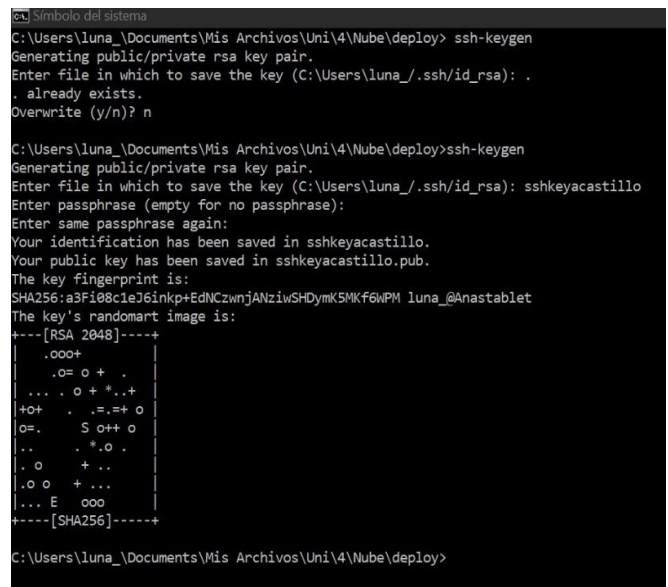 Símbolo del sistema
C:\Users\luna_\Documents\Mis Archivos\Uni\4\Nube\deploy> ssh-keygen
Generating public/private rsa key pair.
Enter file in which to save the key (C:\Users\luna_/.ssh/id_rsa): .
. already exists.
Overwrite (y/n)? n

C:\Users\luna_\Documents\Mis Archivos\Uni\4\Nube\deploy>ssh-keygen
Generating public/private rsa key pair.
Enter file in which to save the key (C:\Users\luna_/.ssh/id_rsa): sshkeyacastillo
Enter passphrase (empty for no passphrase):
Enter same passphrase again:
Your identification has been saved in sshkeyacastillo.
Your public key has been saved in sshkeyacastillo.pub.
The key fingerprint is:
SHA256:a3Fi08c1eJ6inkp+EdNCzwnjANziwSHDymK5MKf6WPM luna_@Anastablet
The key's randomart image is:
+---[RSA 2048]----+
|   .ooo+         |
|    .o= o +  .   |
| ... . o + *..+  |
|+o+   .  .=.=+ o |
|o=.     S o++ o  |
|..     . *.o .   |
|. o     + ..     |
|.o o   + ...     |
|... E   ooo      |
+----[SHA256]-----+

C:\Users\luna_\Documents\Mis Archivos\Uni\4\Nube\deploy>